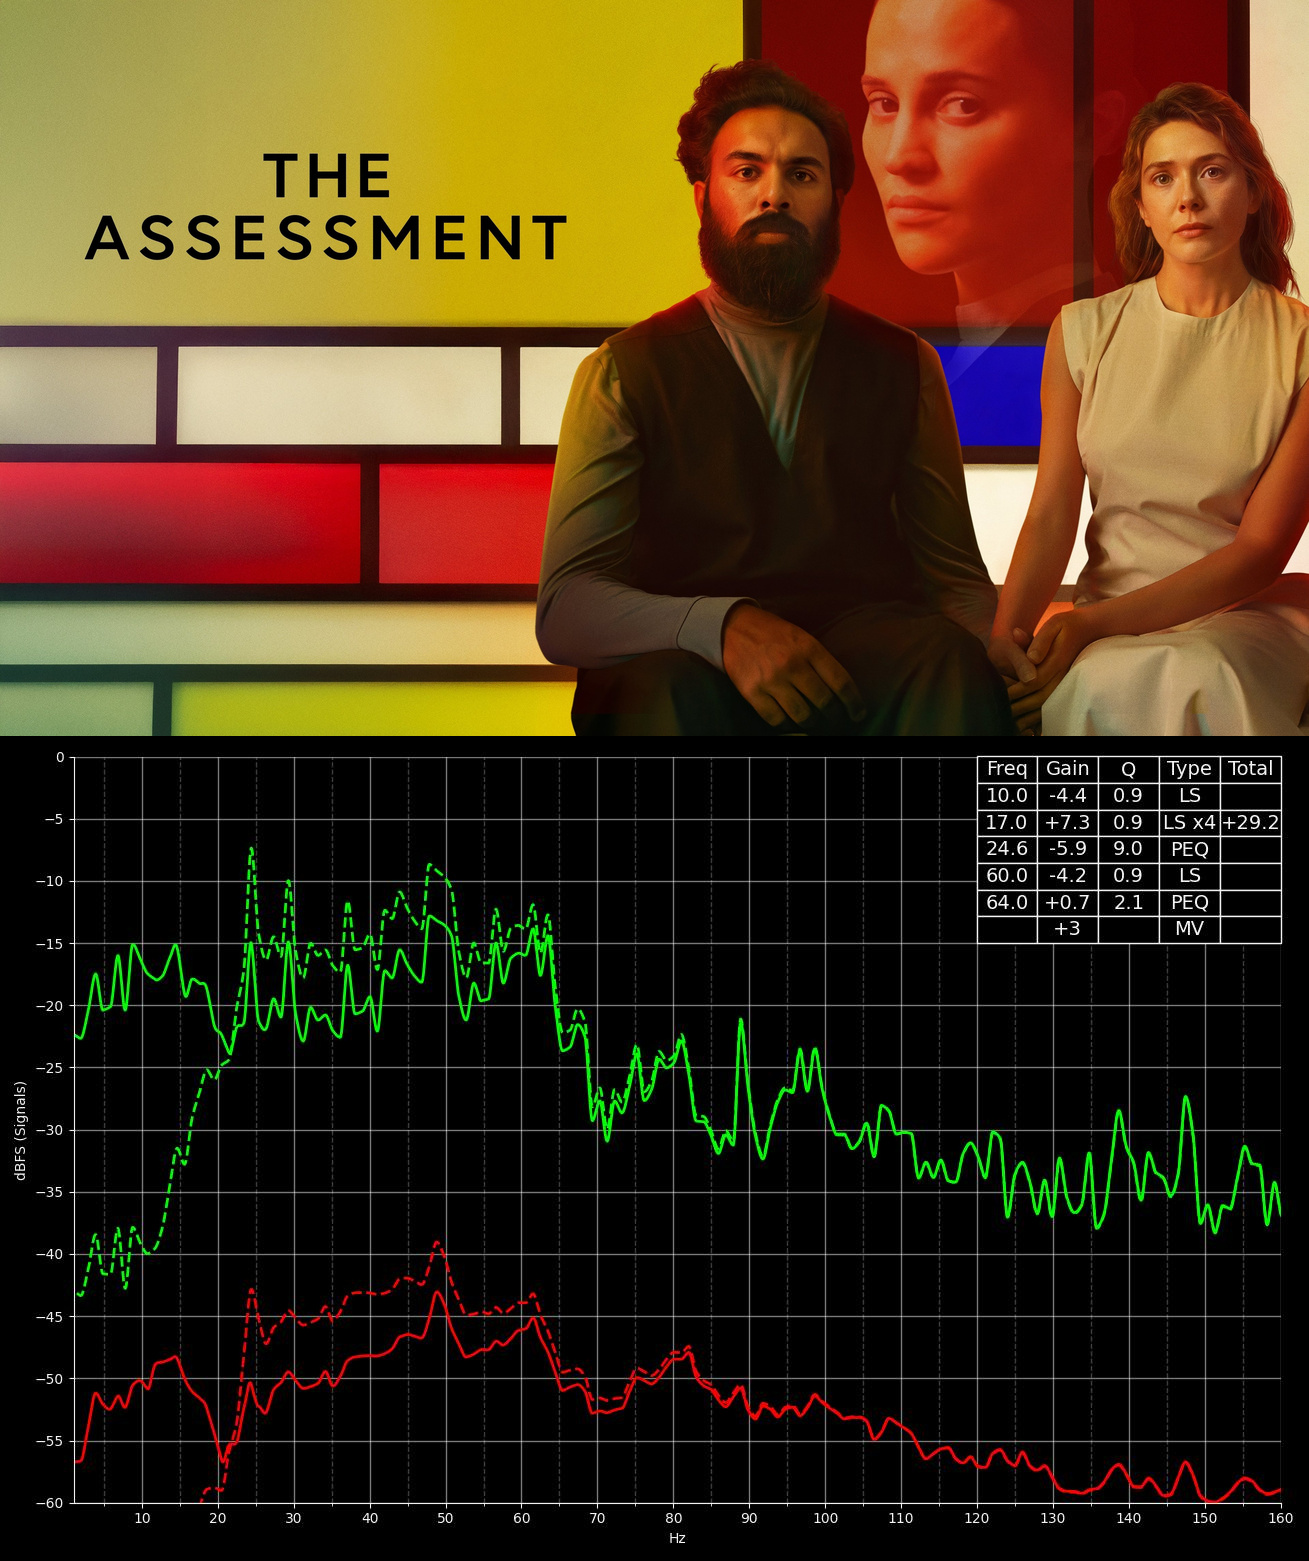 THE
ASSESSMENT
Freq Gain Q Type Total
10.0 -4.4 0.9 LS
17.0 +7.3 0.9 LS x4 +29.2
24.6 -5.9 9.0 PEQ
60.0 -4.2 0.9 LS
64.0 +0.7 2.1 PEQ
+3 MV
0
−5
−10
−15
−20
−25
−30
−35
−40
−45
−50
−55
−60
dBFS (Signals)
10 20 30 40 50 60 70 80 90 100 110 120 130 140 150 160
Hz